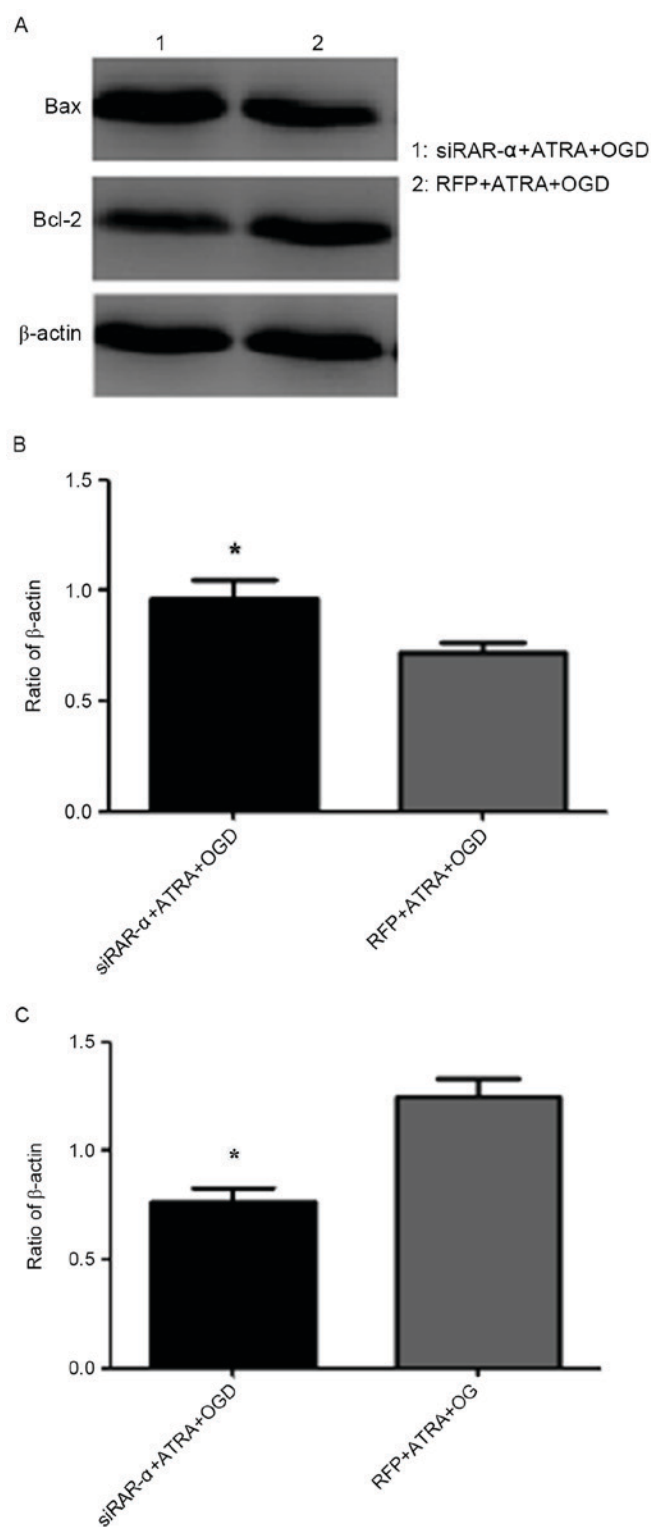 A
1 2
Bax
Bcl-2
β-actin
1: siRAR-α+ATRA+OGD
2: RFP+ATRA+OGD
B
1.5
1.0
0.5
0.0
Ratio of β-actin
*
siRAR-α+ATRA+OGD
RFP+ATRA+OGD
C
1.5
1.0
0.5
0.0
Ratio of β-actin
*
siRAR-α+ATRA+OGD
RFP+ATRA+OG